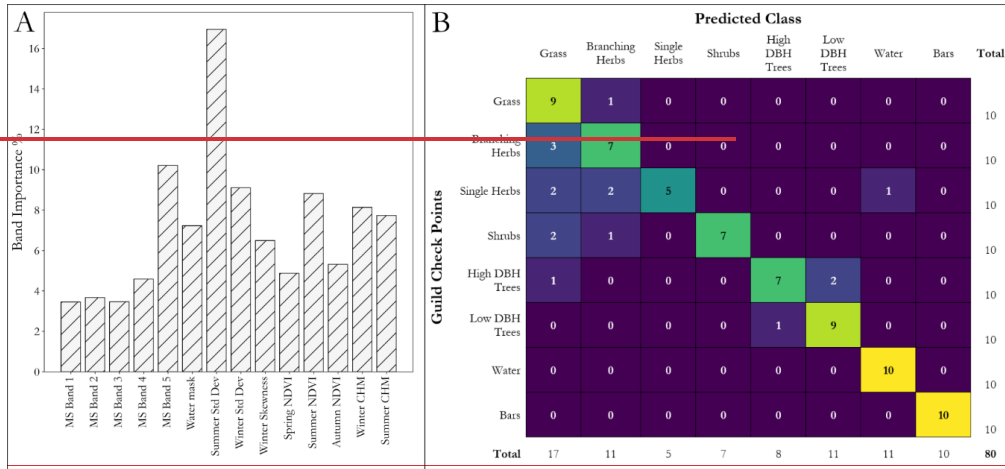 A
Band Importance %
16
14
12
10
8
6
4
2
0
MS Band 1
MS Band 2
MS Band 3
MS Band 4
MS Band 5
Water mask
Summer Std Dev
Winter Std Dev
Winter Skewness
Spring NDVI
Summer NDVI
Autumn NDVI
Winter CHM
Summer CHM
B
Predicted Class
Grass Branching Herbs Single Herbs Shrubs High DBH Trees Low DBH Trees Water Bars Total
Guild Check Points
Grass 9 1 0 0 0 0 0 0 10
Branching Herbs 3 7 0 0 0 0 0 0 10
Single Herbs 2 2 5 0 0 0 1 0 10
Shrubs 2 1 0 7 0 0 0 0 10
High DBH Trees 1 0 0 0 7 2 0 0 10
Low DBH Trees 0 0 0 0 1 9 0 0 10
Water 0 0 0 0 0 0 10 0 10
Bars 0 0 0 0 0 0 0 10 10
Total 17 11 5 7 8 11 11 10 80